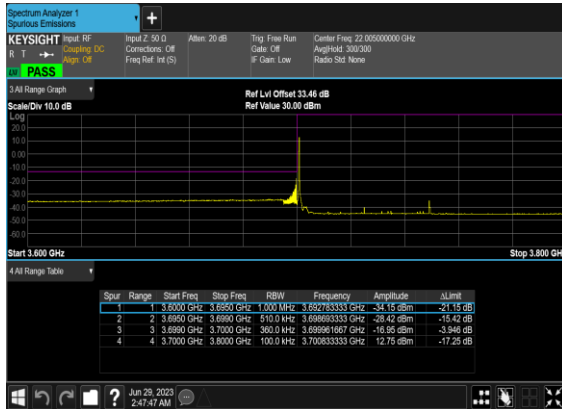 Spectrum Analyzer 1
Spurious Emissions
KEYSIGHT Input: RF Input Z: 50 Ω Atten: 20 dB Trig: Free Run Center Freq: 22.005000000 GHz
R T Coupling: DC Corrections: Off Gate: Off Avg|Hold: 300/300
Align: Off Freq Ref: Int (S) IF Gain: Low Radio Std: None
PASS
3 All Range Graph
Ref Lvl Offset 33.46 dB
Scale/Div 10.0 dB Ref Value 30.00 dBm
Log
20.0
10.0
0.00
-10.0
-20.0
-30.0
-40.0
-50.0
-60.0
Start 3.600 GHz Stop 3.800 GH
4 All Range Table
Spur Range Start Freq Stop Freq RBW Frequency Amplitude ΔLimit
1 1 3.6000 GHz 3.6950 GHz 1.000 MHz 3.692783333 GHz -34.15 dBm -21.15 dB
2 2 3.6950 GHz 3.6990 GHz 510.0 kHz 3.698693333 GHz -28.42 dBm -15.42 dB
3 3 3.6990 GHz 3.7000 GHz 360.0 kHz 3.699961667 GHz -16.95 dBm -3.946 dB
4 4 3.7000 GHz 3.8000 GHz 100.0 kHz 3.700833333 GHz 12.75 dBm -17.25 dB
? Jun 29, 2023
2:47:47 AM